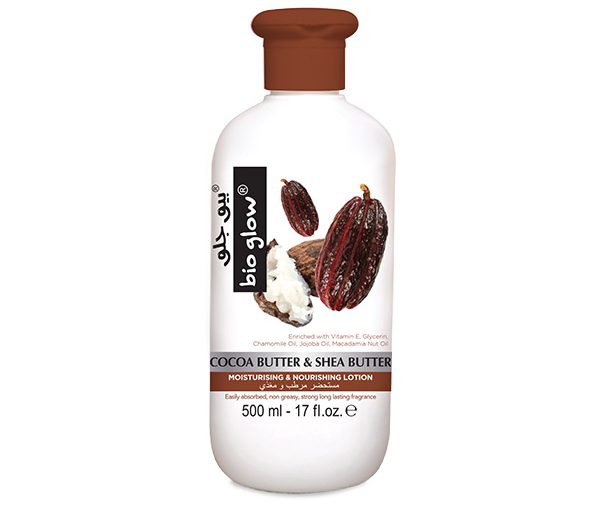 بيو جلو®
bio glow®
Enriched with Vitamin E, Glycerin,
Chamomile Oil, Jojoba Oil, Macadamia Nut Oil
COCOA BUTTER & SHEA BUTTER
MOISTURISING & NOURISHING LOTION
مستحضر مرطب و مغذي
Easily absorbed, non greasy, strong long lasting fragrance
500 ml - 17 fl.oz. ℮